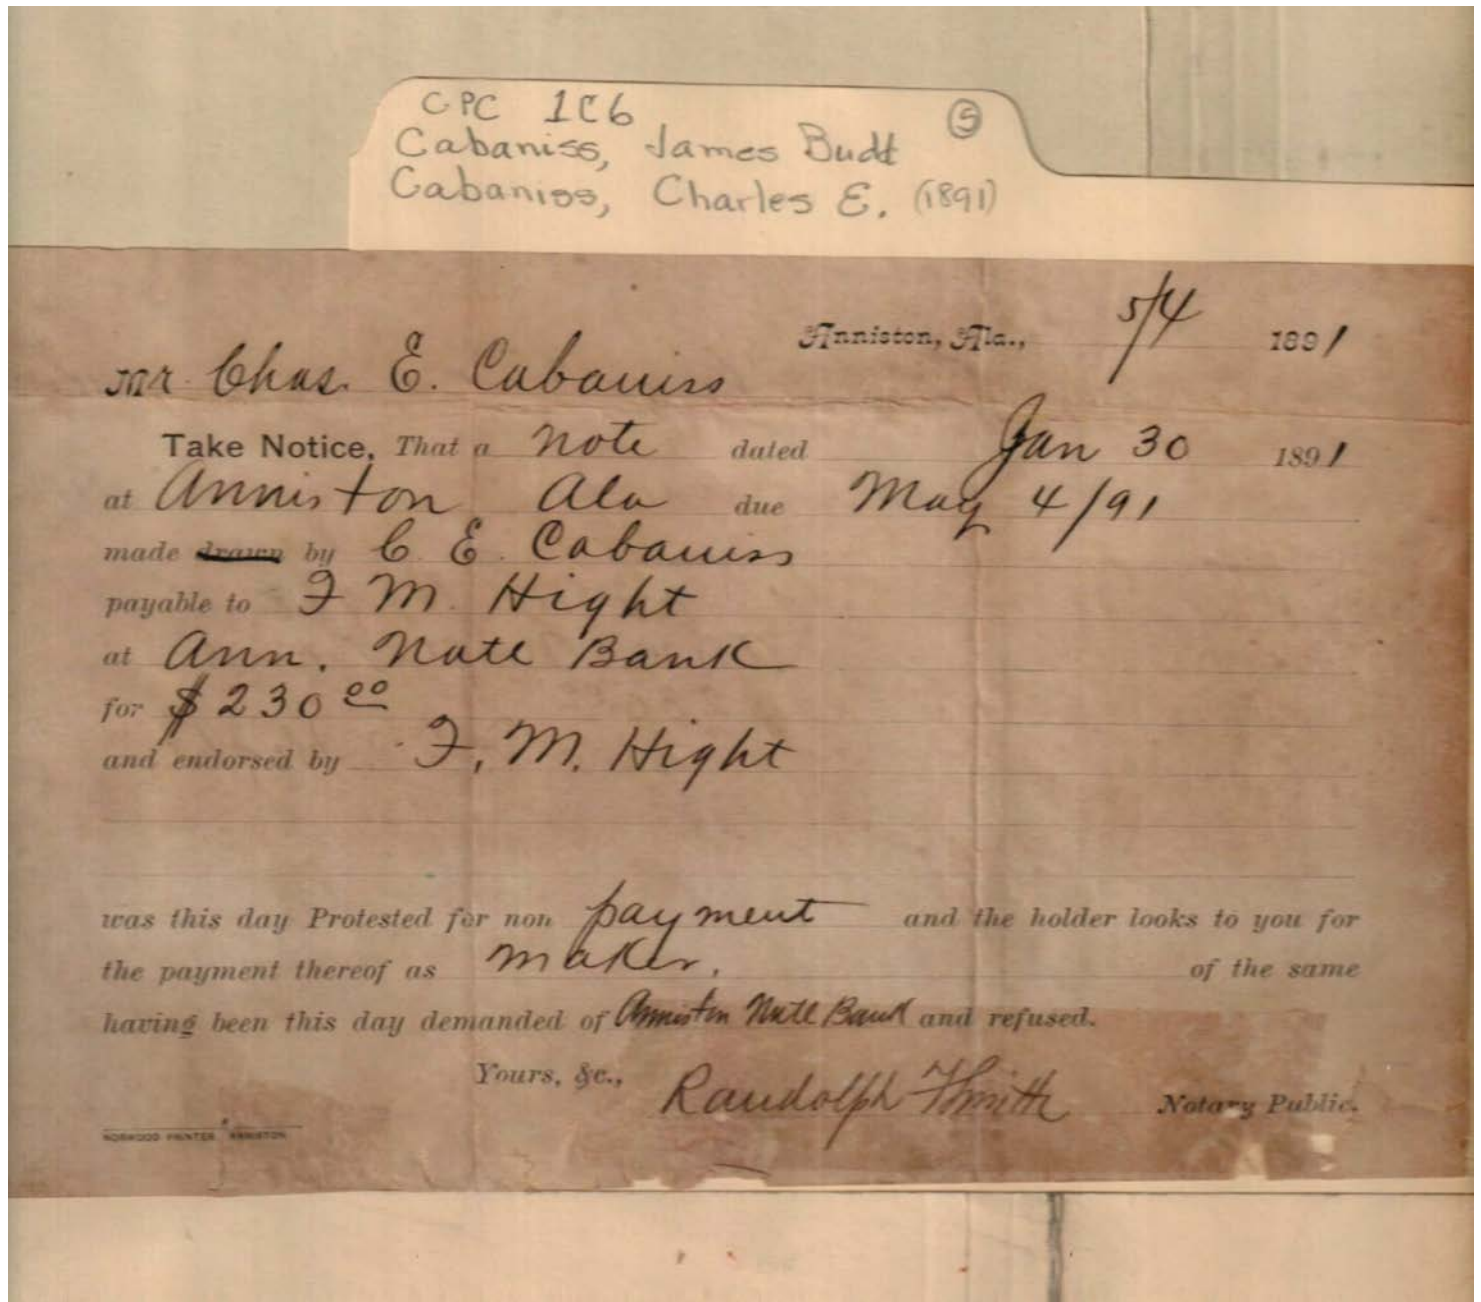 CPC 1C6 5
Cabaniss, James Budd
Cabaniss, Charles E. (1891)
Anniston, Ala., 5/4 1891
Mr Chas. E. Cabaniss
Take Notice, That a note dated Jan 30 1891
at Anniston Ala due May 4/91
made drawn by C. E. Cabaniss
payable to F M. Hight
at Ann. Natl Bank
for $230 00
and endorsed by F. M. Hight
was this day Protested for non payment and the holder looks to you for
the payment thereof as maker, of the same
having been this day demanded of Anniston Natl Bank and refused.
Yours, &c., Randolph Smith Notary Public.
NORWOOD PRINTER ANNISTON